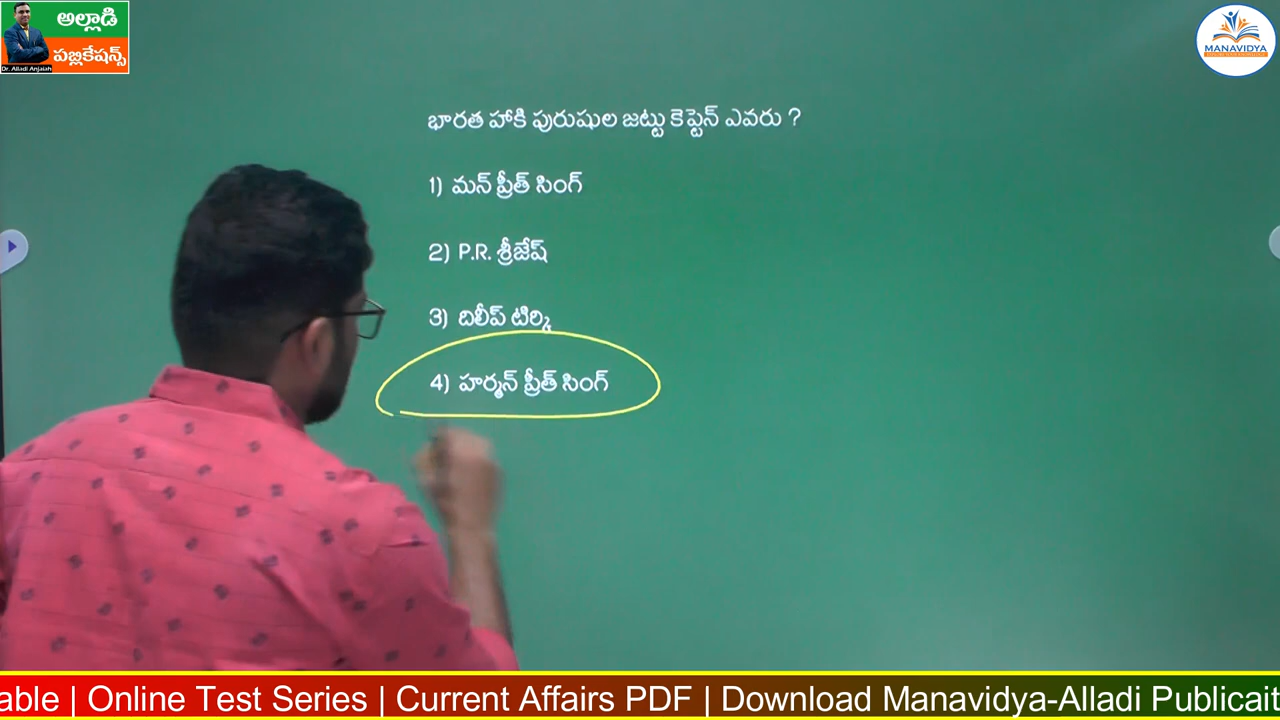 అల్లాడి
పబ్లికేషన్స్
Dr. Alladi Anjaiah
MANAVIDYA
భారత హాకి పురుషుల జట్టు కెప్టెన్ ఎవరు ?
1) మన్ ప్రీత్ సింగ్
2) P.R. శ్రీజేష్
3) దిలీప్ టిర్కి
4) హర్మన్ ప్రీత్ సింగ్
able | Online Test Series | Current Affairs PDF | Download Manavidya-Alladi Publicait